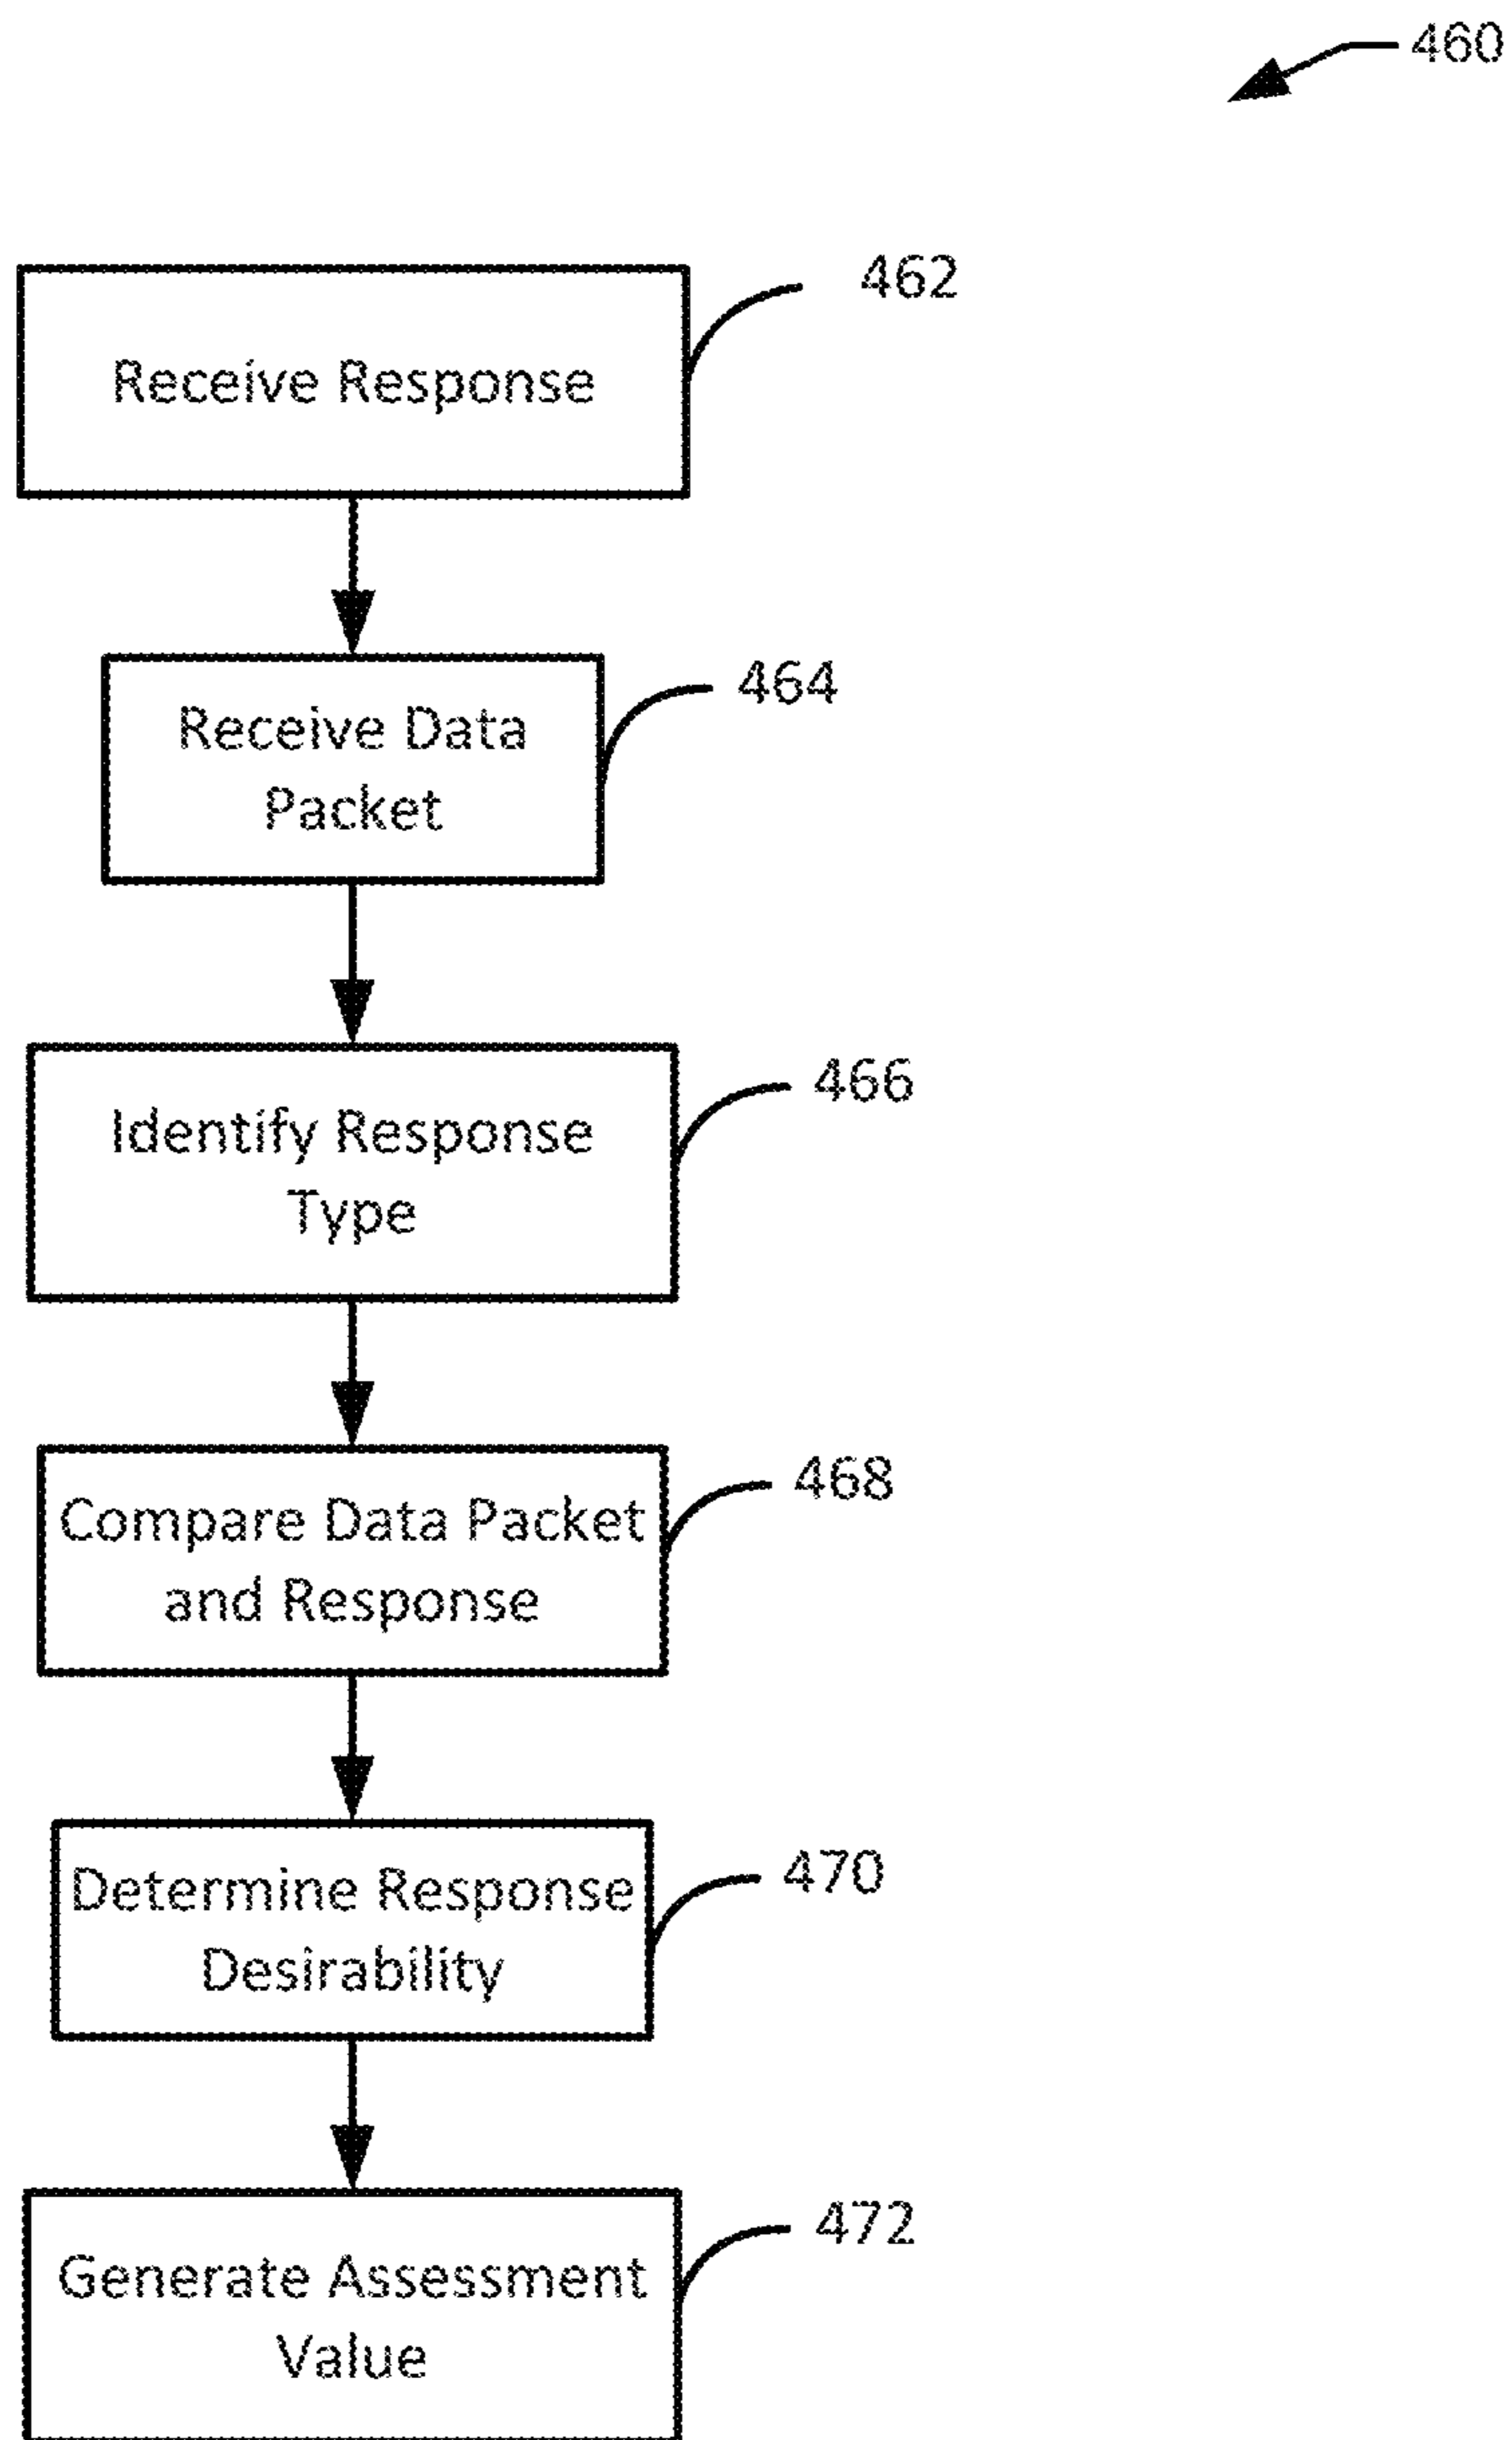 460
Receive Response
462
Receive Data
Packet
464
Identify Response
Type
466
Compare Data Packet
and Response
468
Determine Response
Desirability
470
Generate Assessment
Value
472